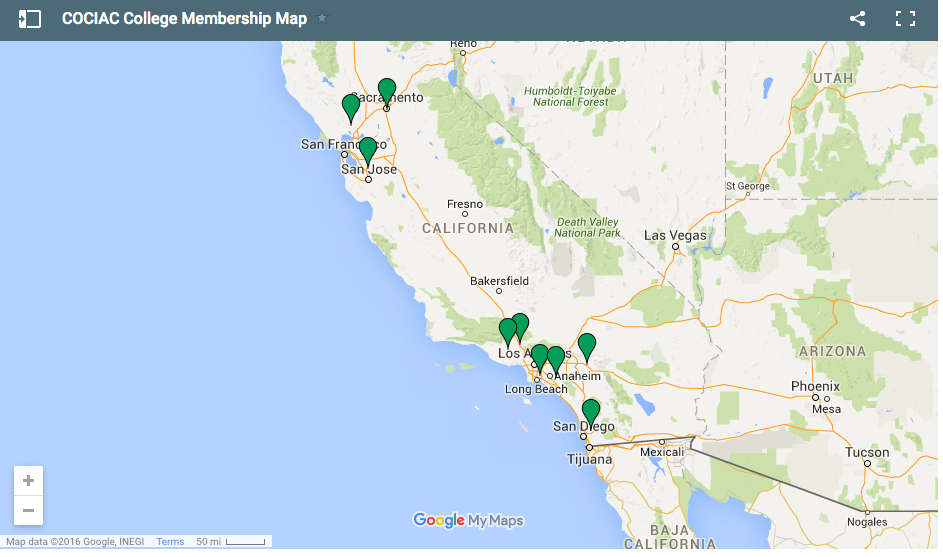 COCIAC College Membership Map
Reno
UTAH
Sacramento
Humboldt-Toiyabe
National Forest
San Francisco
San Jose
St George
Fresno
CALIFORNIA
Death Valley
National Park
Las Vegas
Bakersfield
Los Angeles
ARIZONA
Anaheim
Long Beach
Phoenix
Mesa
San Diego
Tijuana
Mexicali
Tucson
Google My Maps
Nogales
BAJA
CALIFORNIA
Map data ©2016 Google, INEGI Terms 50 mi